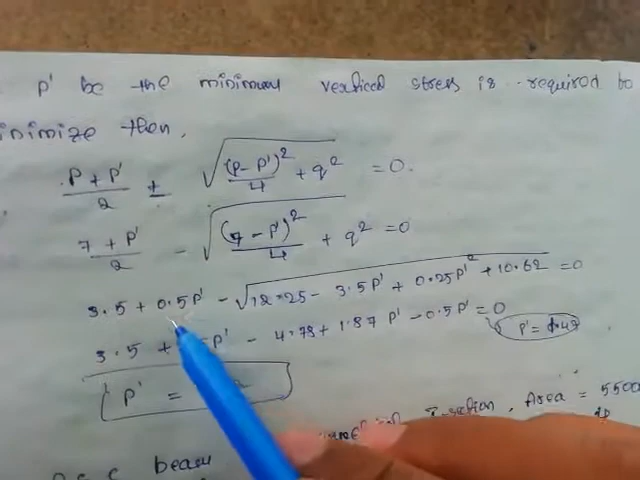 P' be the minimum vertical stress is required to
inimize then,
P + P' / 2 ± √((P - P')² / 4 + q²) = 0.
7 + P' / 2 - √((7 - P')² / 4 + q²) = 0
3.5 + 0.5P' - √(12.25 - 3.5P' + 0.25P'² + 10.62) = 0
3.5 + P' - 4.78 + 1.87 P' - 0.5P' = 0
P' =
P' =
I-section, Area = 5500
beam